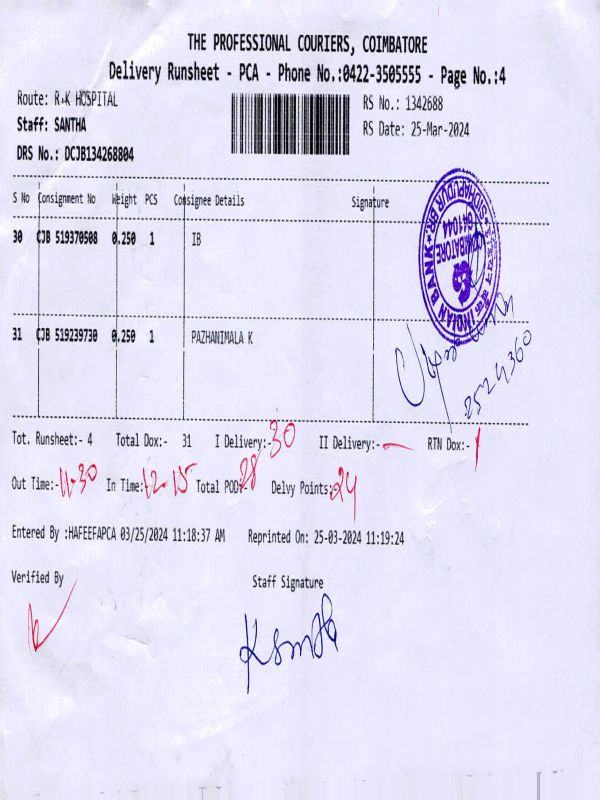 THE PROFESSIONAL COURIERS, COIMBATORE
Delivery Runsheet - PCA - Phone No.:0422-3505555 - Page No.:4
Route: R.K HOSPITAL
RS No.: 1342688
Staff: SANTHA
RS Date: 25-Mar-2024
DRS No.: DCJB134268804
S No Consignment No Weight PCS Consignee Details Signature
30 CJB 519370508 0.250 1 IB
INDIAN BANK SIDHAPUDUR BR. COIMBATORE 641044
31 CJB 519239730 0.250 1 PAZHANIMALA K
2524360
Tot. Runsheet:- 4 Total Dox:- 31 I Delivery:- 30 II Delivery:- - RTN Dox:- 1
Out Time:- 11-30 In Time:- 12-15 Total POD:- 28 Delvy Points:- 24
Entered By :HAFEEFAPCA 03/25/2024 11:18:37 AM Reprinted On: 25-03-2024 11:19:24
Verified By Staff Signature